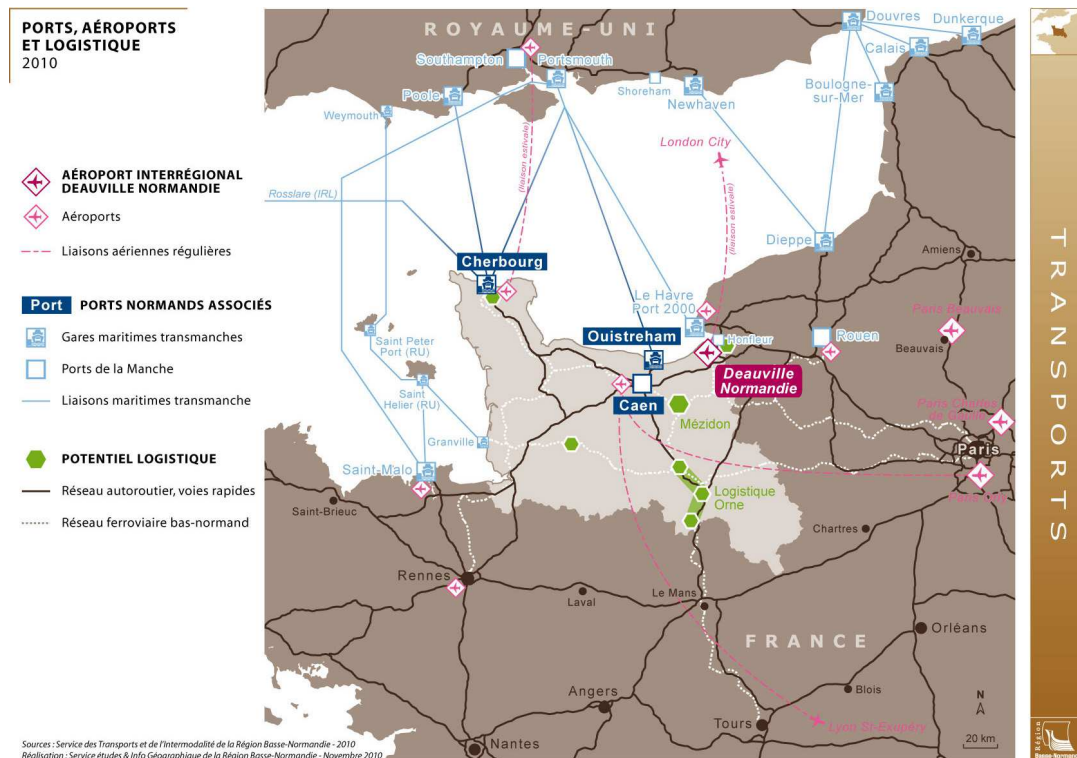 PORTS, AÉROPORTS
ET LOGISTIQUE
2010
AÉROPORT INTERRÉGIONAL
DEAUVILLE NORMANDIE
Aéroports
Liaisons aériennes régulières
Port
PORTS NORMANDS ASSOCIÉS
Gares maritimes transmanches
Ports de la Manche
Liaisons maritimes transmanche
POTENTIEL LOGISTIQUE
Réseau autoroutier, voies rapides
Réseau ferroviaire bas-normand
ROYAUME-UNI
Southampton
Portsmouth
Poole
Weymouth
Shoreham
Newhaven
Douvres
Dunkerque
Calais
Boulogne-
sur-Mer
London City
(liaison estivale)
(liaison estivale)
Rosslare (IRL)
Dieppe
Amiens
Cherbourg
Le Havre
Port 2000
Honfleur
Rouen
Paris Beauvais
Beauvais
Ouistreham
Deauville
Normandie
Caen
Mézidon
Saint Peter
Port (RU)
Saint
Helier (RU)
Granville
Saint-Malo
Paris Charles
de Gaulle
Paris
Logistique
Orne
Saint-Brieuc
Chartres
Rennes
Laval
Le Mans
FRANCE
Orléans
Angers
Blois
Tours
Lyon St-Exupéry
Nantes
N
20 km
TRANSPORTS
Région
Basse-Normandie
Sources : Service des Transports et de l'Intermodalité de la Région Basse-Normandie - 2010
Réalisation : Service études & Info Géographique de la Région Basse-Normandie - Novembre 2010